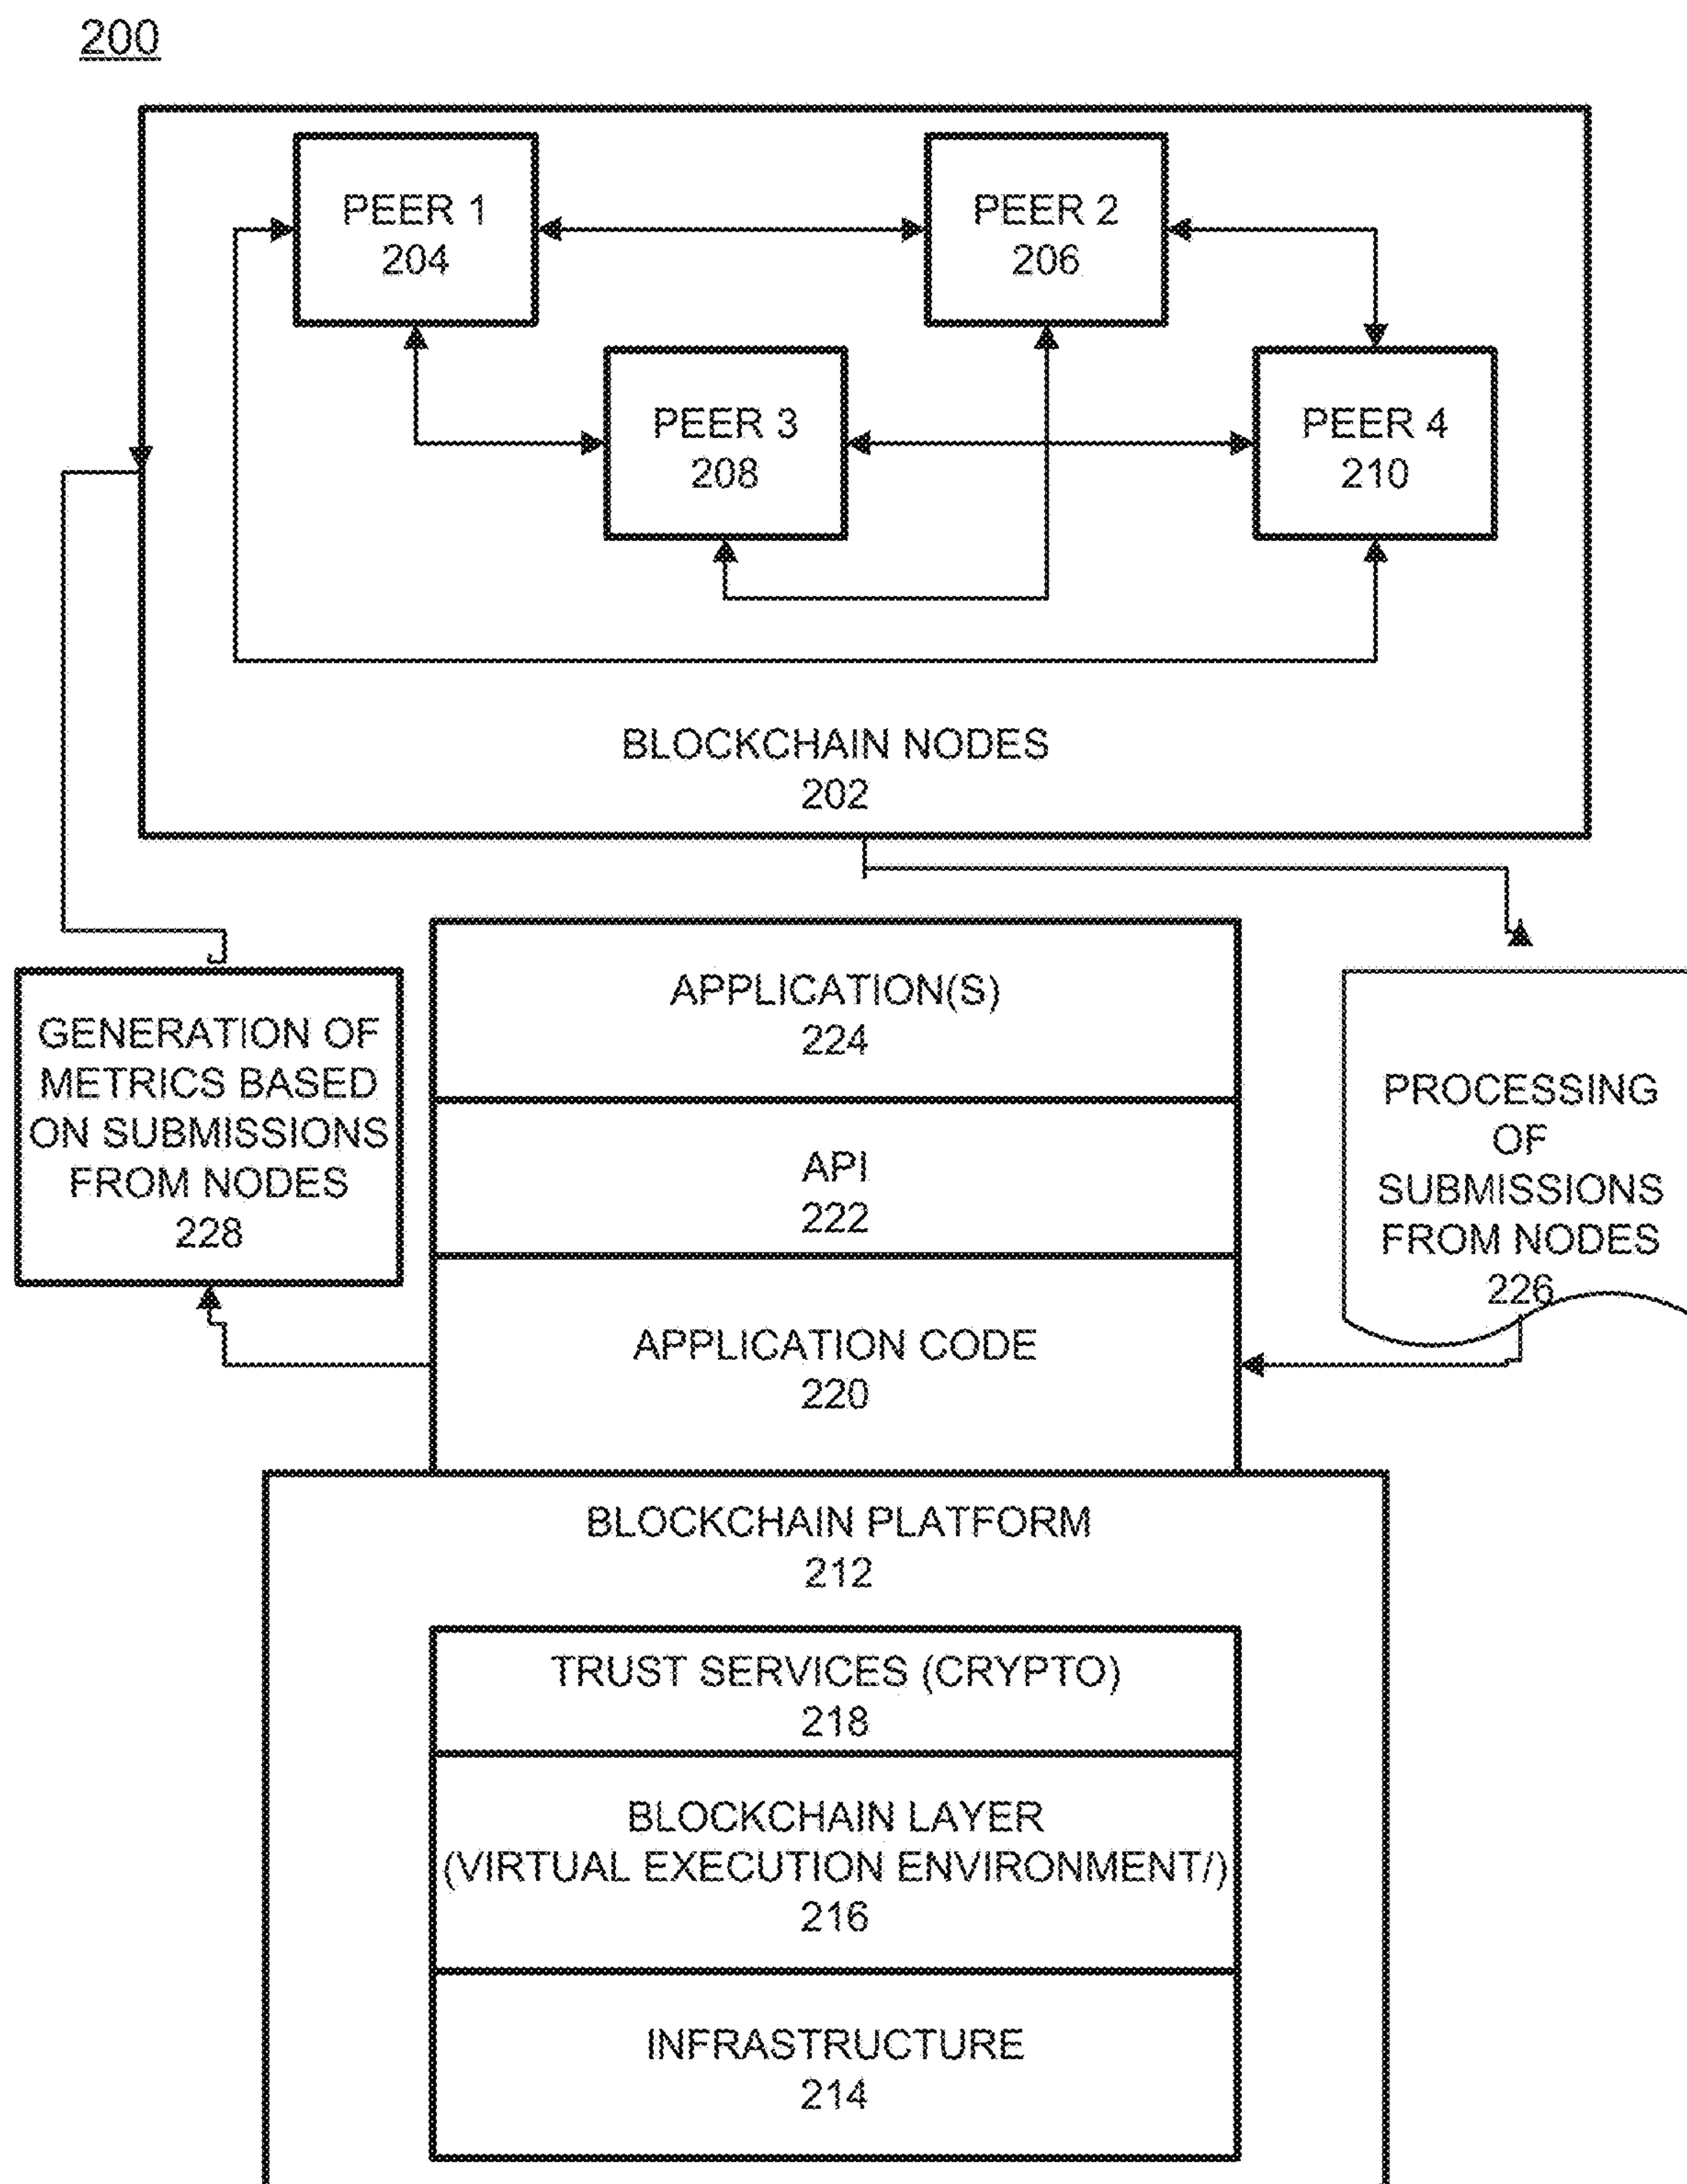 200
PEER 1
204
PEER 2
206
PEER 3
208
PEER 4
210
BLOCKCHAIN NODES
202
GENERATION OF
METRICS BASED
ON SUBMISSIONS
FROM NODES
228
APPLICATION(S)
224
API
222
APPLICATION CODE
220
PROCESSING
OF
SUBMISSIONS
FROM NODES
226
BLOCKCHAIN PLATFORM
212
TRUST SERVICES (CRYPTO)
218
BLOCKCHAIN LAYER
(VIRTUAL EXECUTION ENVIRONMENT/)
216
INFRASTRUCTURE
214